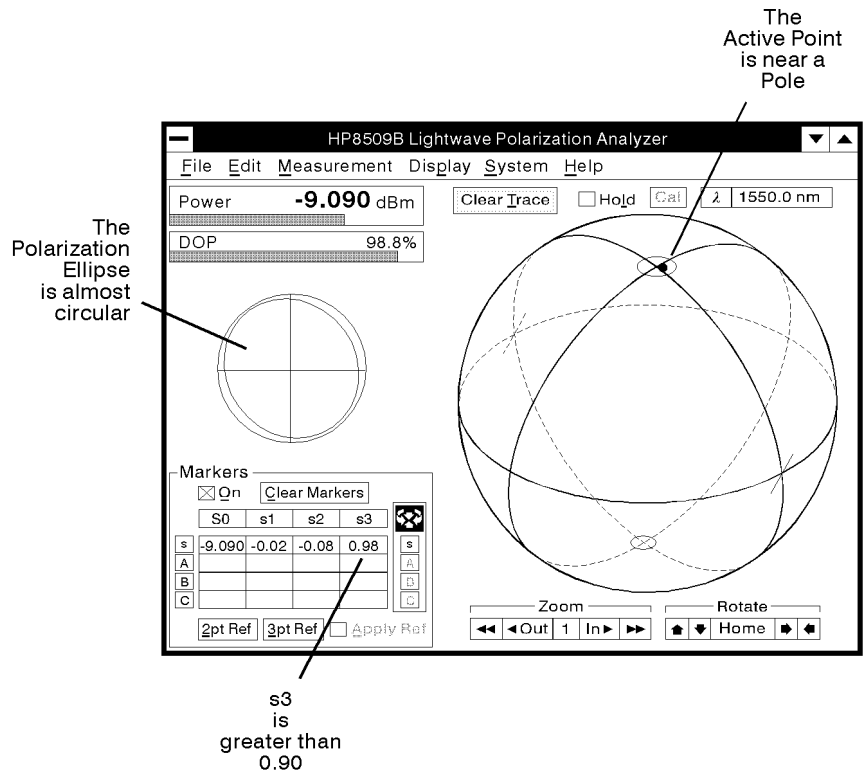 The
Active Point
is near a
Pole
HP8509B Lightwave Polarization Analyzer
File Edit Measurement Display System Help
Power -9.090 dBm
Clear Trace Hold Cal λ 1550.0 nm
DOP 98.8%
The
Polarization
Ellipse
is almost
circular
Markers
On Clear Markers
S0 s1 s2 s3
s -9.090 -0.02 -0.08 0.98 s
A A
B D
C C
2pt Ref 3pt Ref Apply Ref
Zoom
Out 1 In
Rotate
Home
s3
is
greater than
0.90